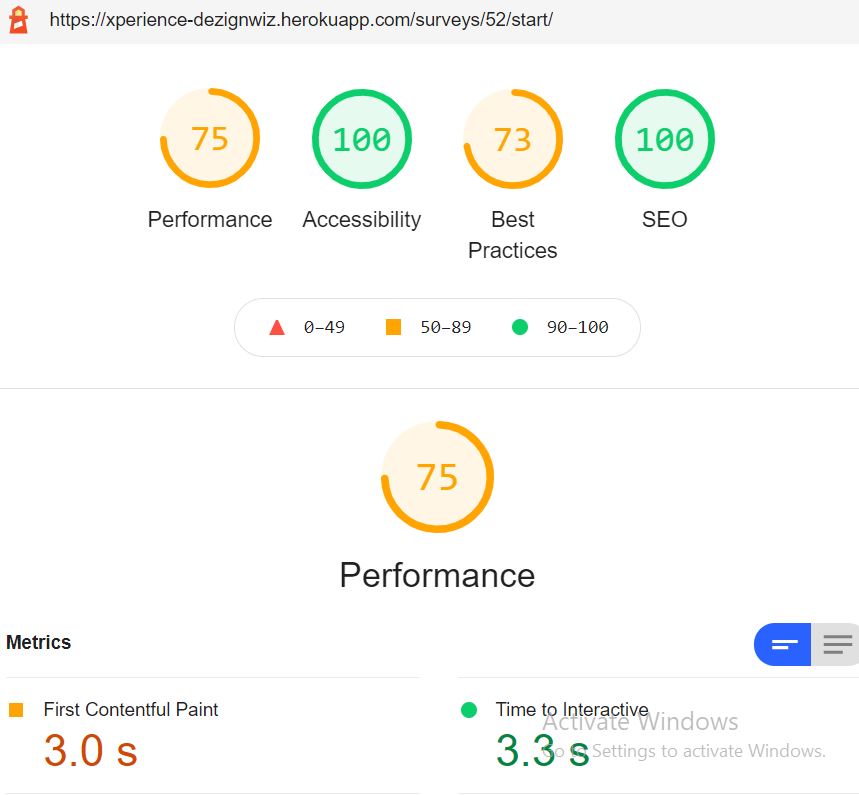 https://xperience-dezignwiz.herokuapp.com/surveys/52/start/
75 100 73 100
Performance Accessibility Best Practices SEO
0–49 50–89 90–100
75
Performance
Metrics
First Contentful Paint
3.0 s
Time to Interactive
3.3 s
Activate Windows
Go to Settings to activate Windows.